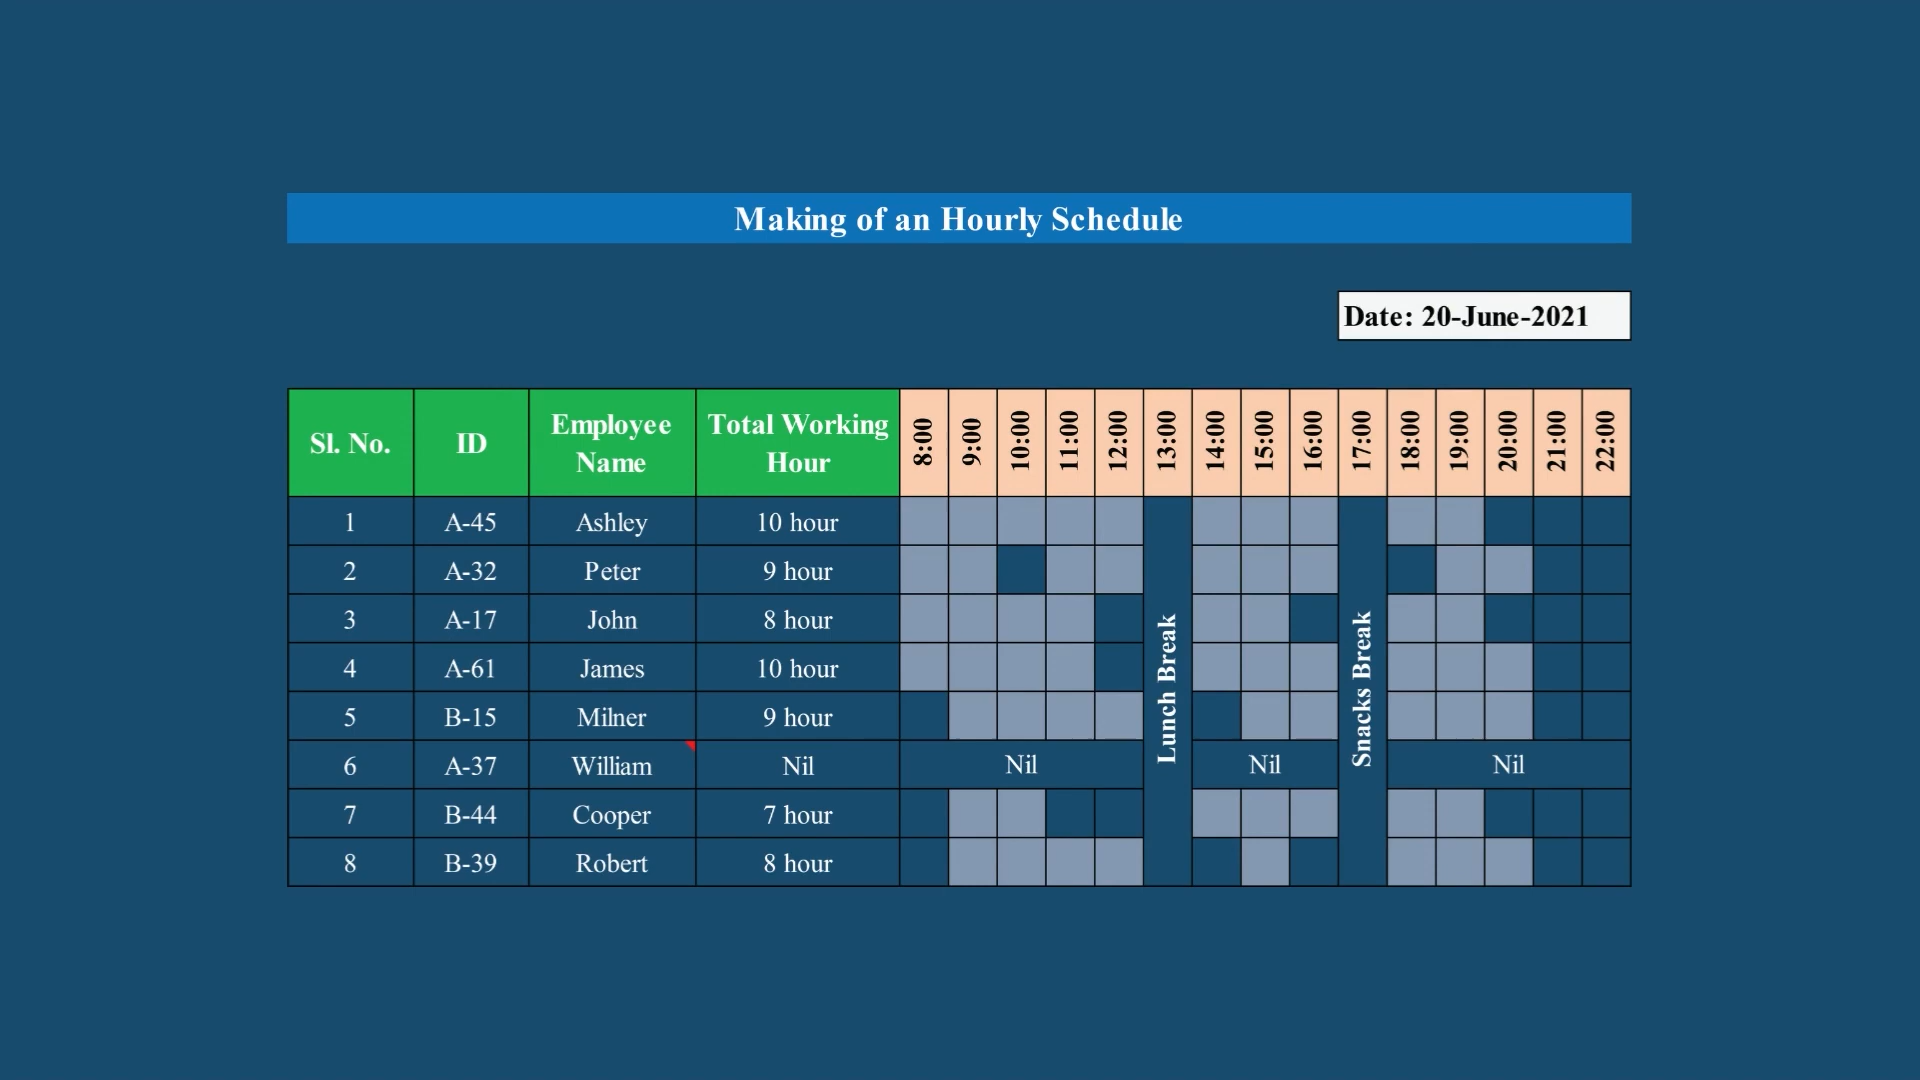 Making of an Hourly Schedule
Date: 20-June-2021
Sl. No. ID Employee Name Total Working Hour 8:00 9:00 10:00 11:00 12:00 13:00 14:00 15:00 16:00 17:00 18:00 19:00 20:00 21:00 22:00
1 A-45 Ashley 10 hour
2 A-32 Peter 9 hour
3 A-17 John 8 hour
4 A-61 James 10 hour
5 B-15 Milner 9 hour
6 A-37 William Nil Nil Nil Nil
7 B-44 Cooper 7 hour
8 B-39 Robert 8 hour
Lunch Break
Snacks Break